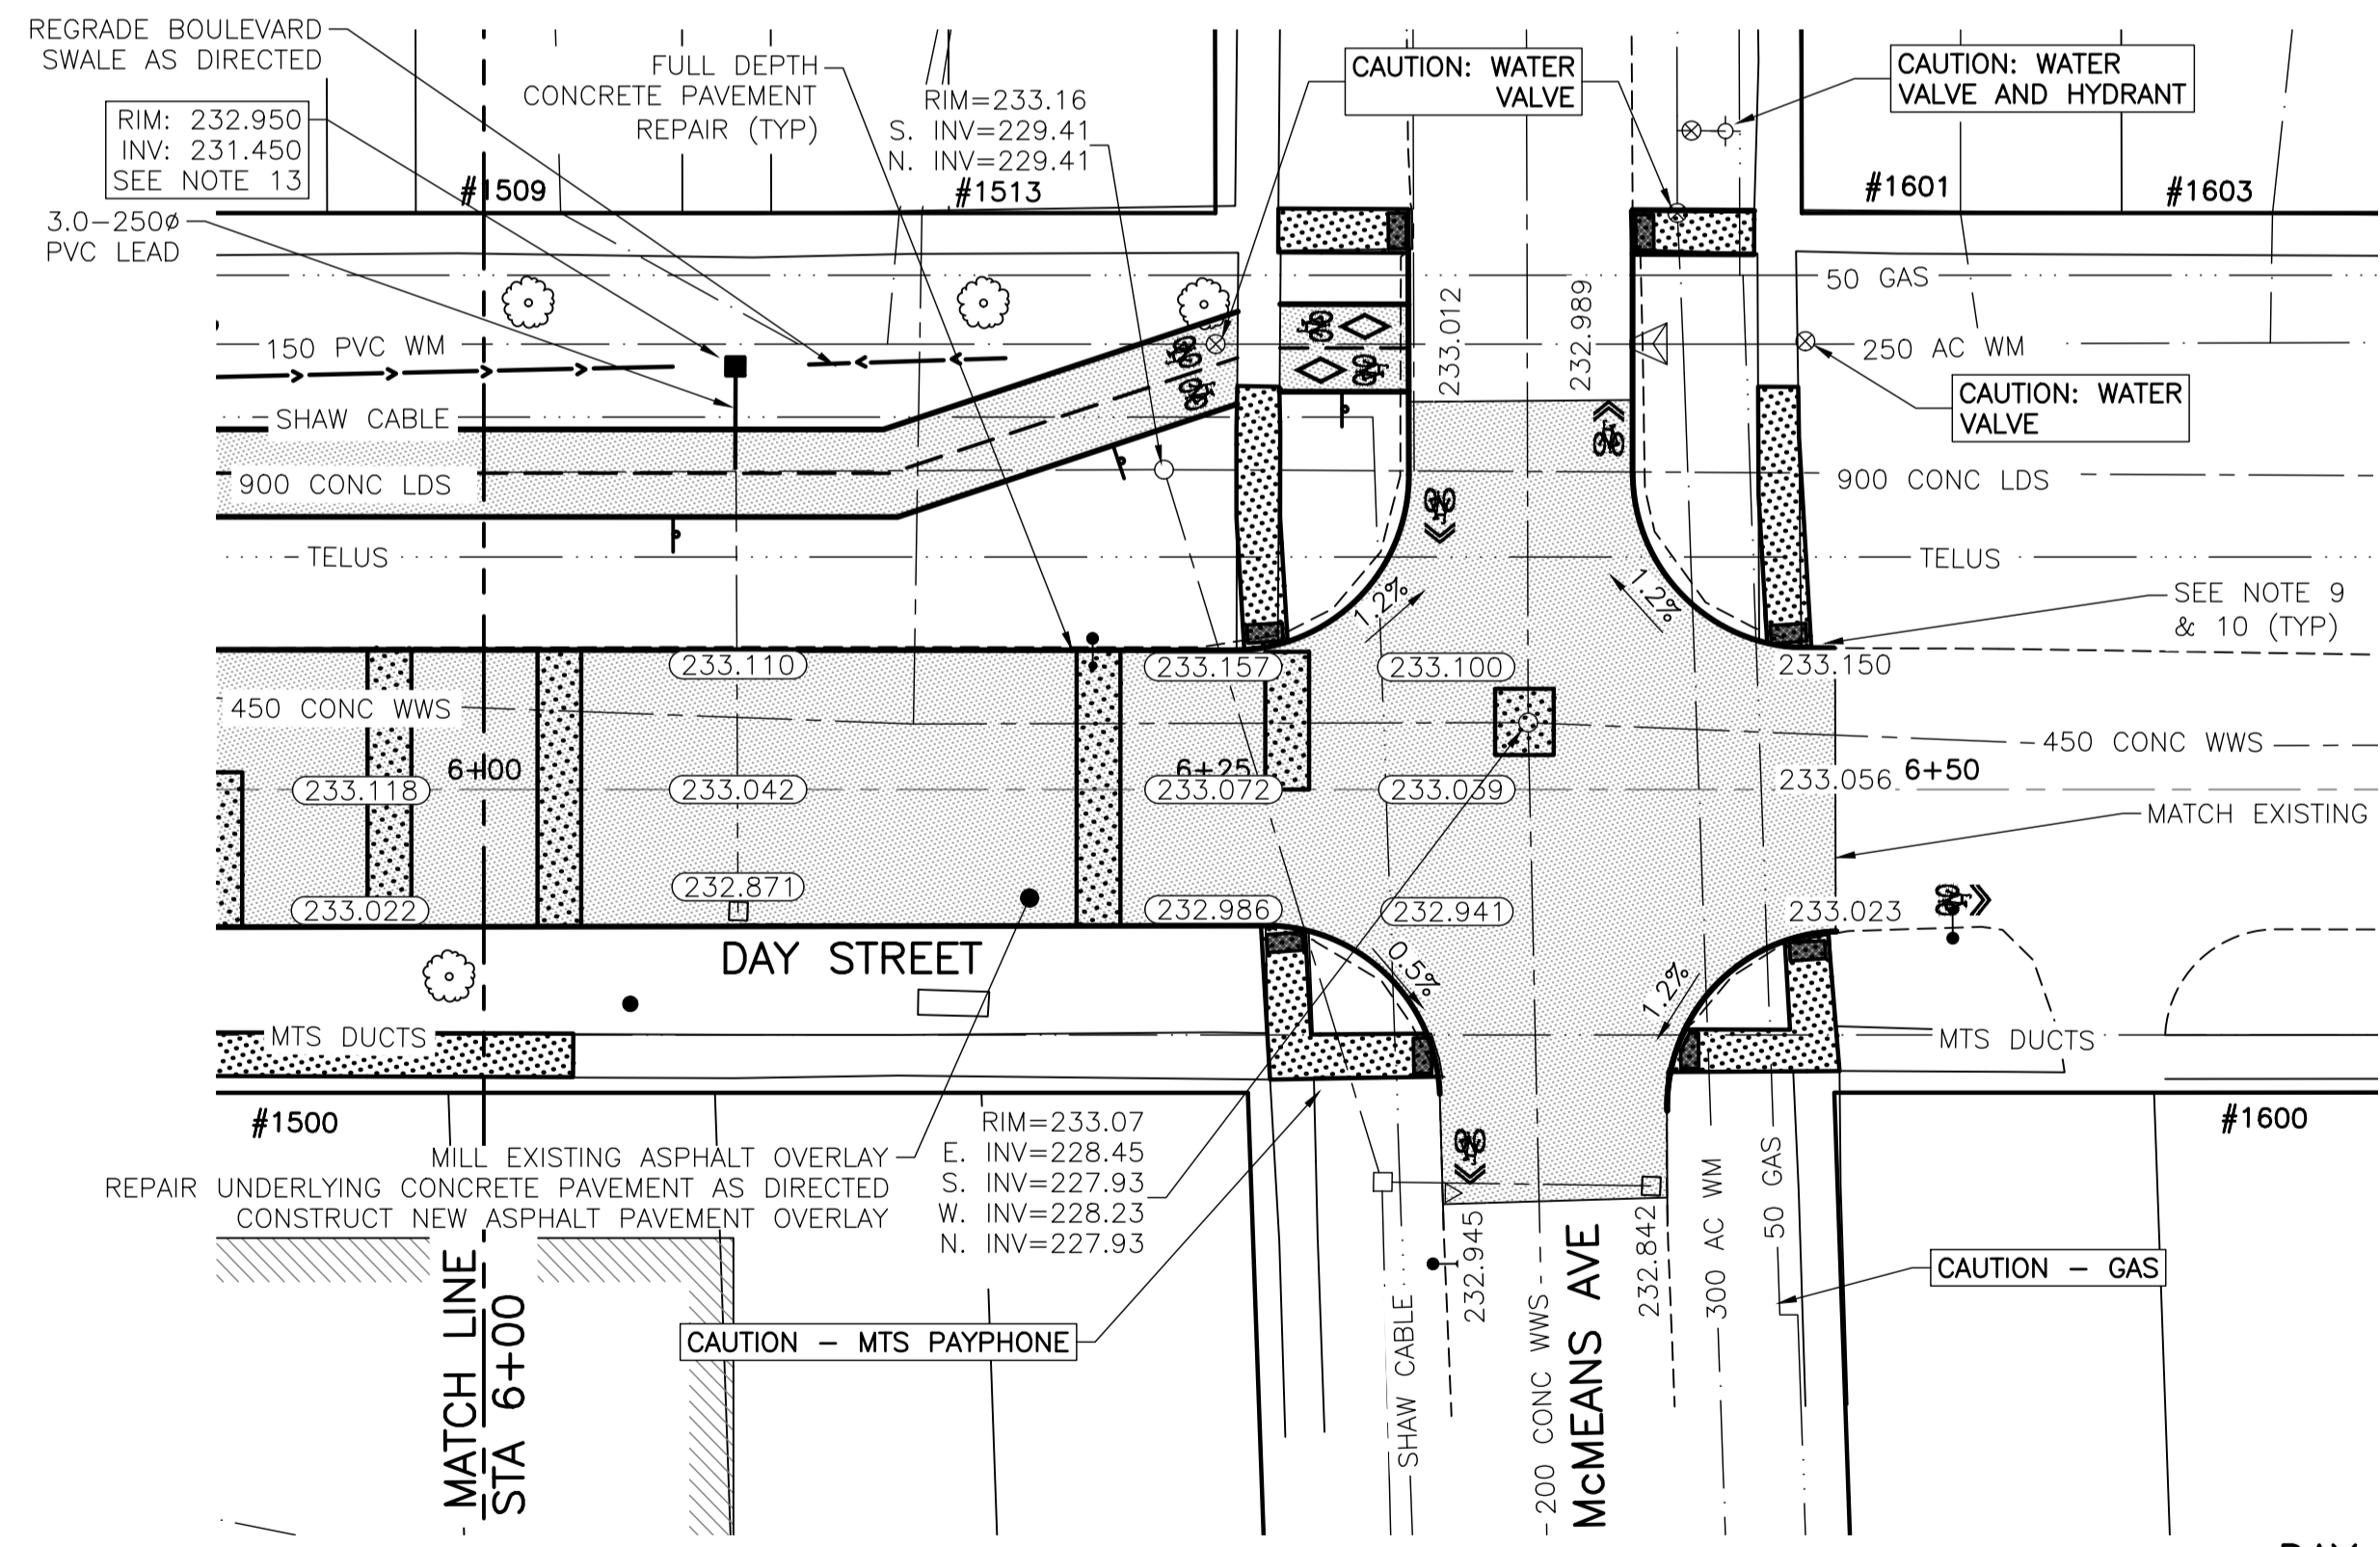 REGRADE BOULEVARD
SWALE AS DIRECTED
RIM: 232.950
INV: 231.450
SEE NOTE 13
3.0-250ø
PVC LEAD
FULL DEPTH
CONCRETE PAVEMENT
REPAIR (TYP)
RIM=233.16
S. INV=229.41
N. INV=229.41
CAUTION: WATER
VALVE
CAUTION: WATER
VALVE AND HYDRANT
#1509
#1513
#1601
#1603
150 PVC WM
SHAW CABLE
900 CONC LDS
TELUS
233.012
232.989
50 GAS
250 AC WM
CAUTION: WATER
VALVE
900 CONC LDS
TELUS
SEE NOTE 9
& 10 (TYP)
1.2%
1.2%
233.110
233.157
233.100
233.150
450 CONC WWS
450 CONC WWS
6+00
6+25
6+50
233.118
233.042
233.072
233.039
233.056
MATCH EXISTING
233.022
232.871
232.986
232.941
233.023
DAY STREET
0.5%
1.2%
MTS DUCTS
MTS DUCTS
#1500
#1600
MILL EXISTING ASPHALT OVERLAY
REPAIR UNDERLYING CONCRETE PAVEMENT AS DIRECTED
CONSTRUCT NEW ASPHALT PAVEMENT OVERLAY
RIM=233.07
E. INV=228.45
S. INV=227.93
W. INV=228.23
N. INV=227.93
MATCH LINE
STA 6+00
CAUTION - MTS PAYPHONE
SHAW CABLE
232.945
200 CONC WWS
McMEANS AVE
232.842
300 AC WM
50 GAS
CAUTION - GAS